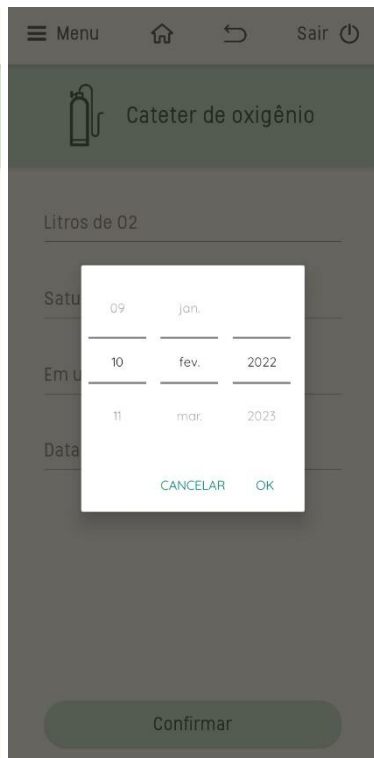 Menu Sair
Cateter de oxigênio
Litros de O2
Satu
09 jan.
10 fev. 2022
Em u
11 mar. 2023
Data
CANCELAR OK
Confirmar